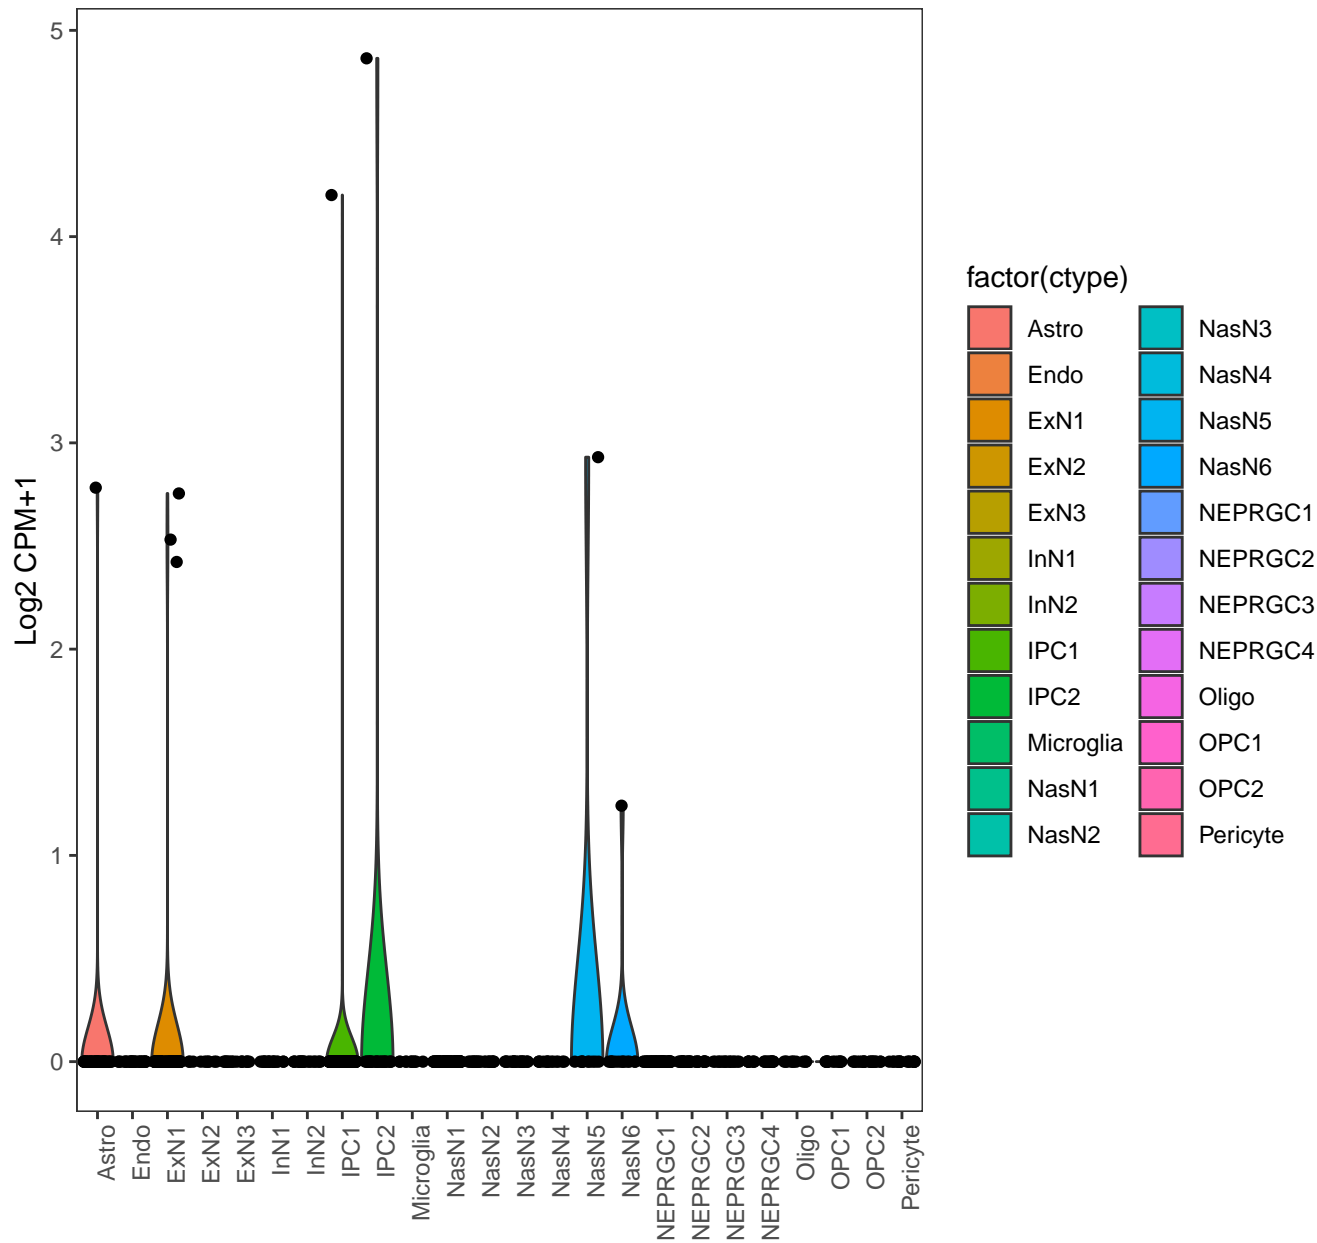 5
4
3
2
1
0
Log2 CPM+1
Astro
Endo
ExN1
ExN2
ExN3
InN1
InN2
IPC1
IPC2
Microglia
NasN1
NasN2
NasN3
NasN4
NasN5
NasN6
NEPRGC1
NEPRGC2
NEPRGC3
NEPRGC4
Oligo
OPC1
OPC2
Pericyte
factor(ctype)
Astro
Endo
ExN1
ExN2
ExN3
InN1
InN2
IPC1
IPC2
Microglia
NasN1
NasN2
NasN3
NasN4
NasN5
NasN6
NEPRGC1
NEPRGC2
NEPRGC3
NEPRGC4
Oligo
OPC1
OPC2
Pericyte